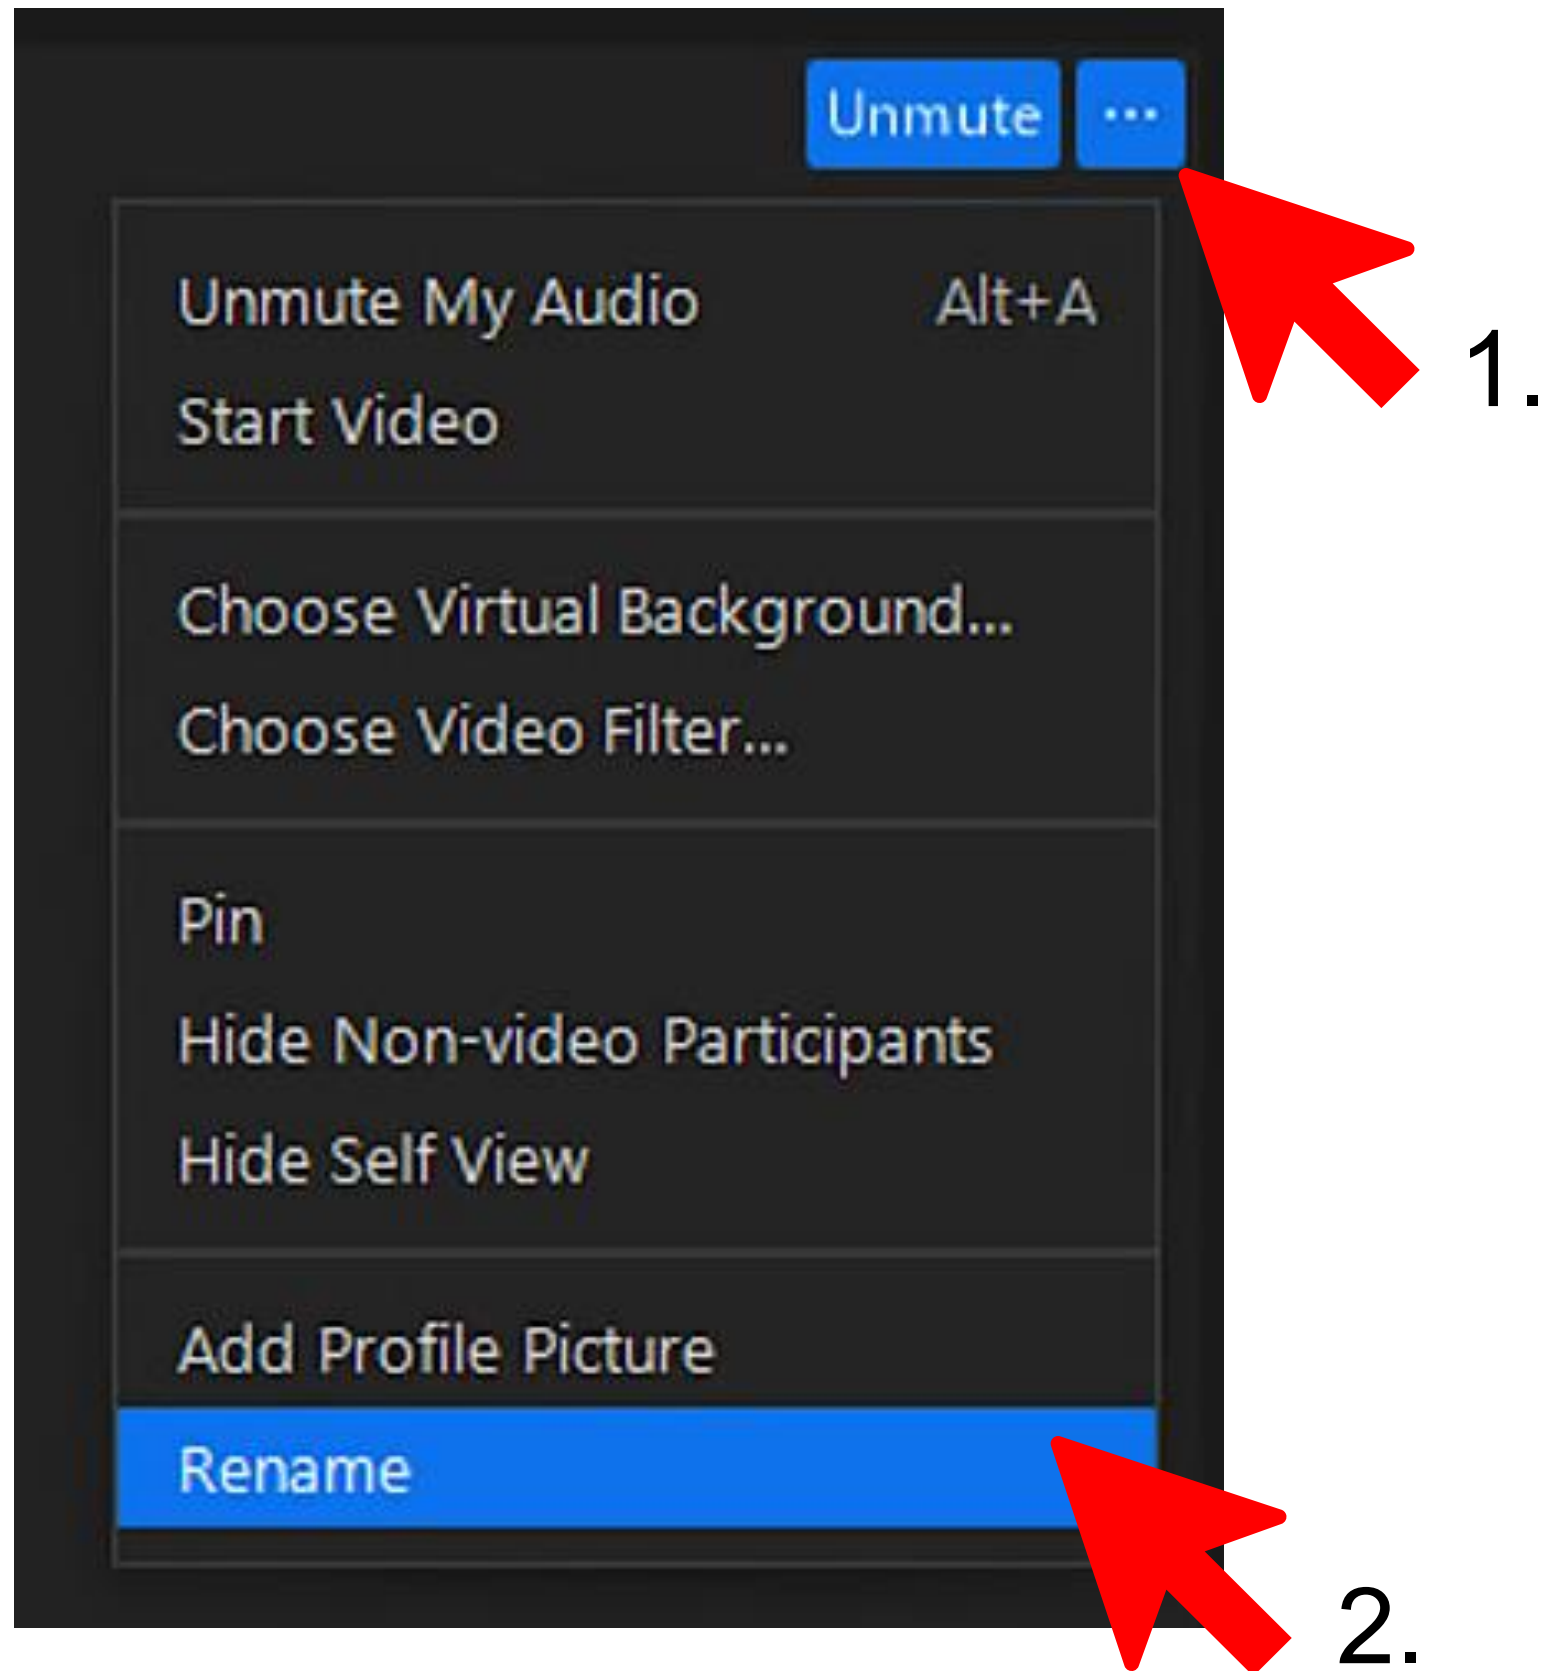 Unmute ...
1.
Unmute My Audio Alt+A
Start Video
Choose Virtual Background...
Choose Video Filter...
Pin
Hide Non-video Participants
Hide Self View
Add Profile Picture
Rename
2.